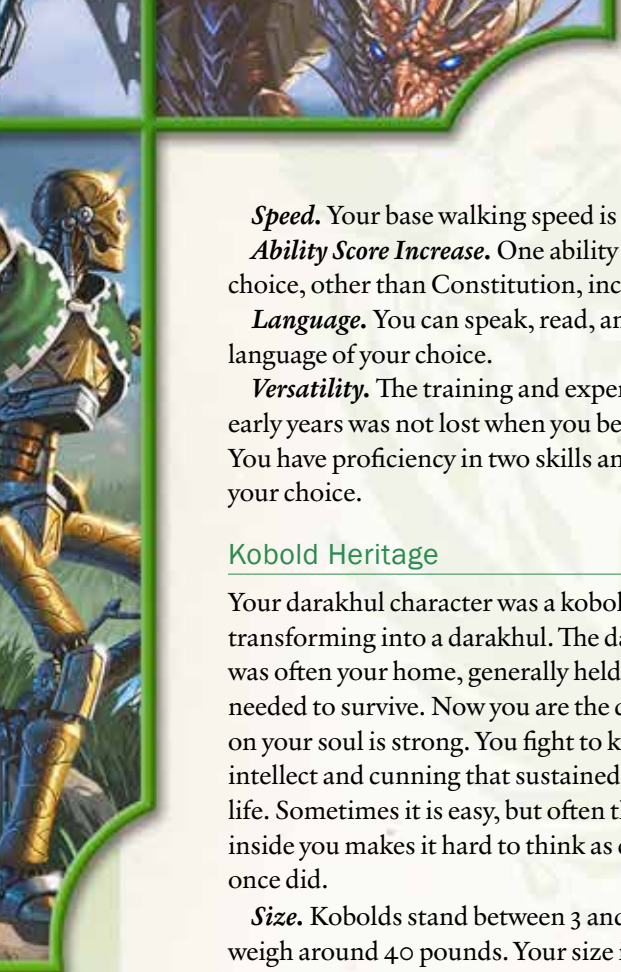 Speed. Your base walking speed is
Ability Score Increase. One ability
choice, other than Constitution, inc
Language. You can speak, read, an
language of your choice.
Versatility. The training and exper
early years was not lost when you be
You have proficiency in two skills an
your choice.
Kobold Heritage
Your darakhul character was a kobol
transforming into a darakhul. The da
was often your home, generally held
needed to survive. Now you are the d
on your soul is strong. You fight to k
intellect and cunning that sustained
life. Sometimes it is easy, but often th
inside you makes it hard to think as c
once did.
Size. Kobolds stand between 3 and
weigh around 40 pounds. Your size